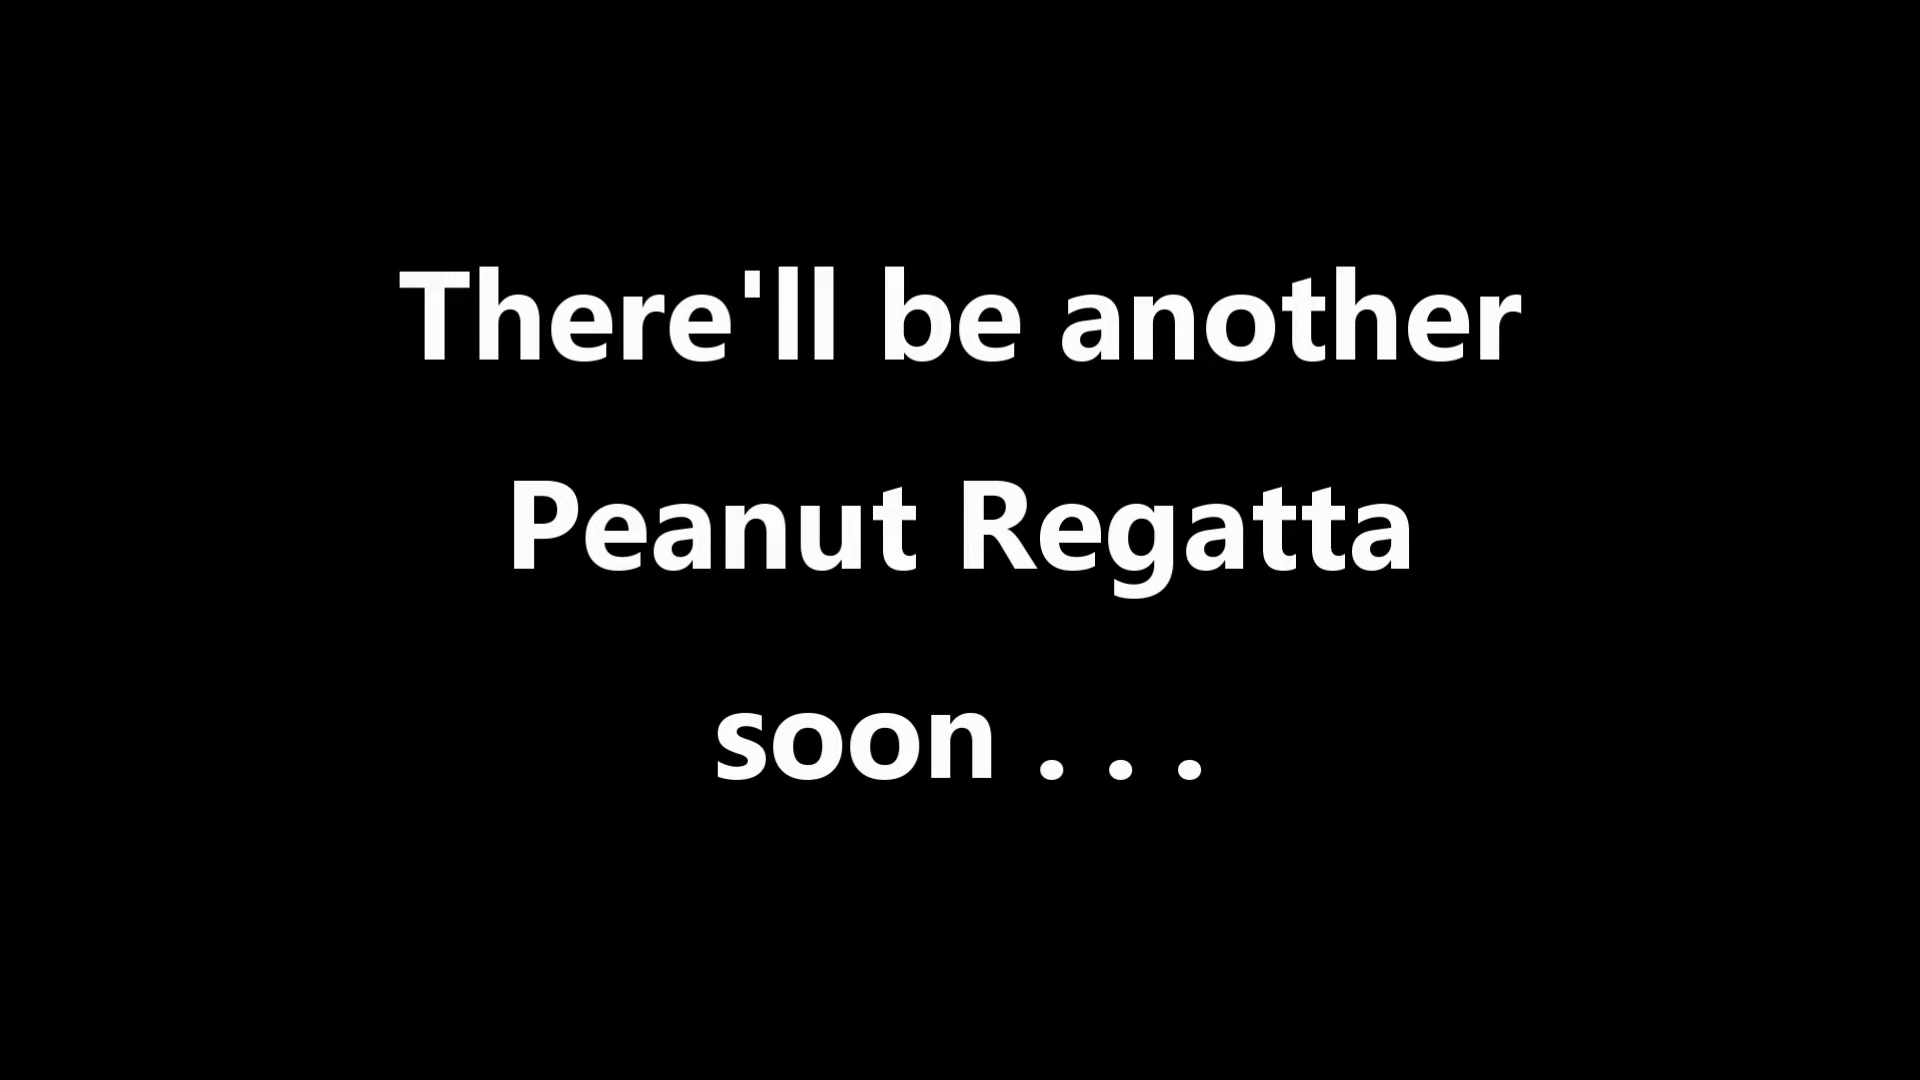 There'll be another
Peanut Regatta
soon . . .